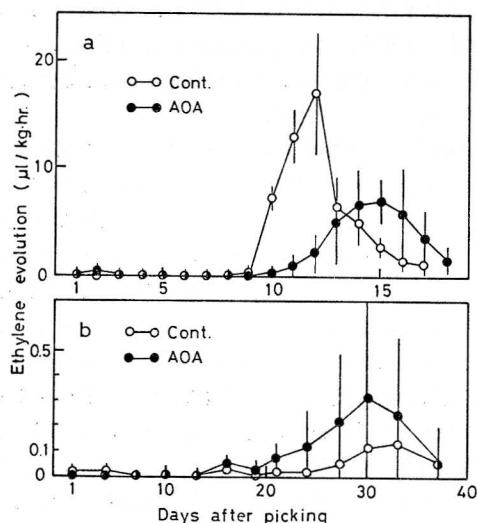 a
20
10
0
Cont.
AOA
1 5 10 15
Ethylene evolution (μl/kg·hr.)
b
0.5
0.1
0
Cont.
AOA
1 10 20 30 40
Days after picking